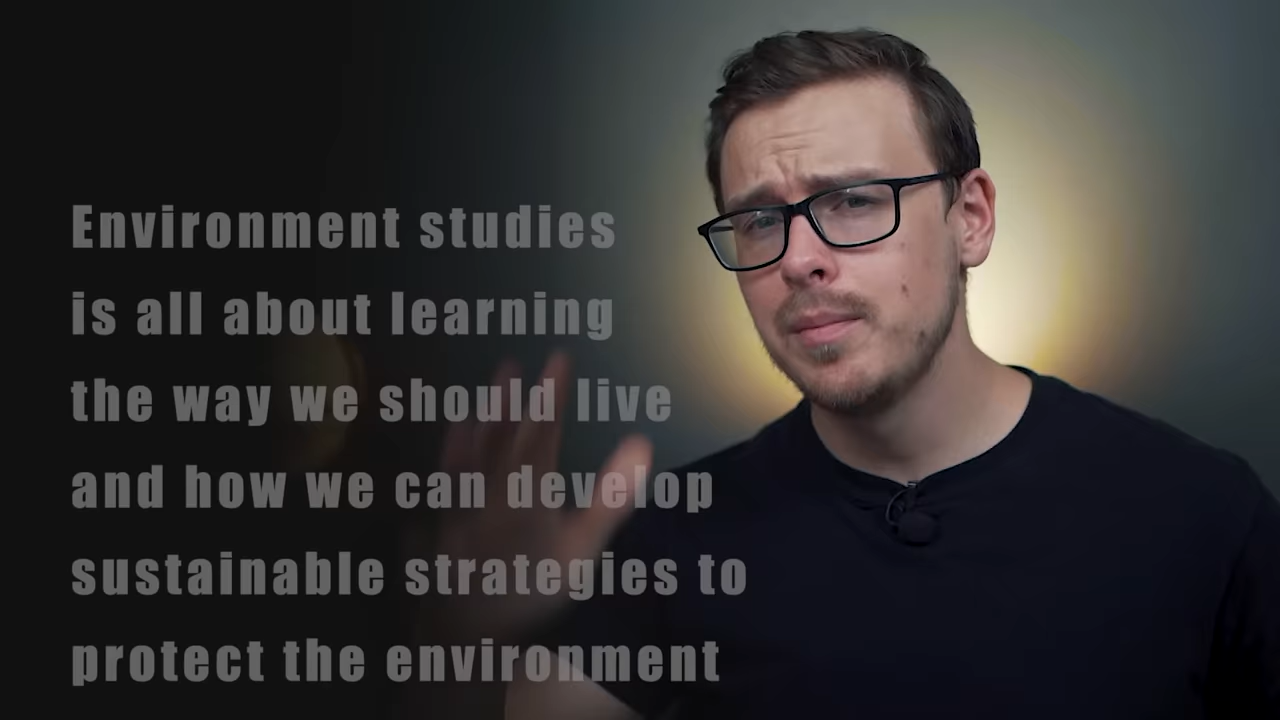 Environment studies
is all about learning
the way we should live
and how we can develop
sustainable strategies to
protect the environment